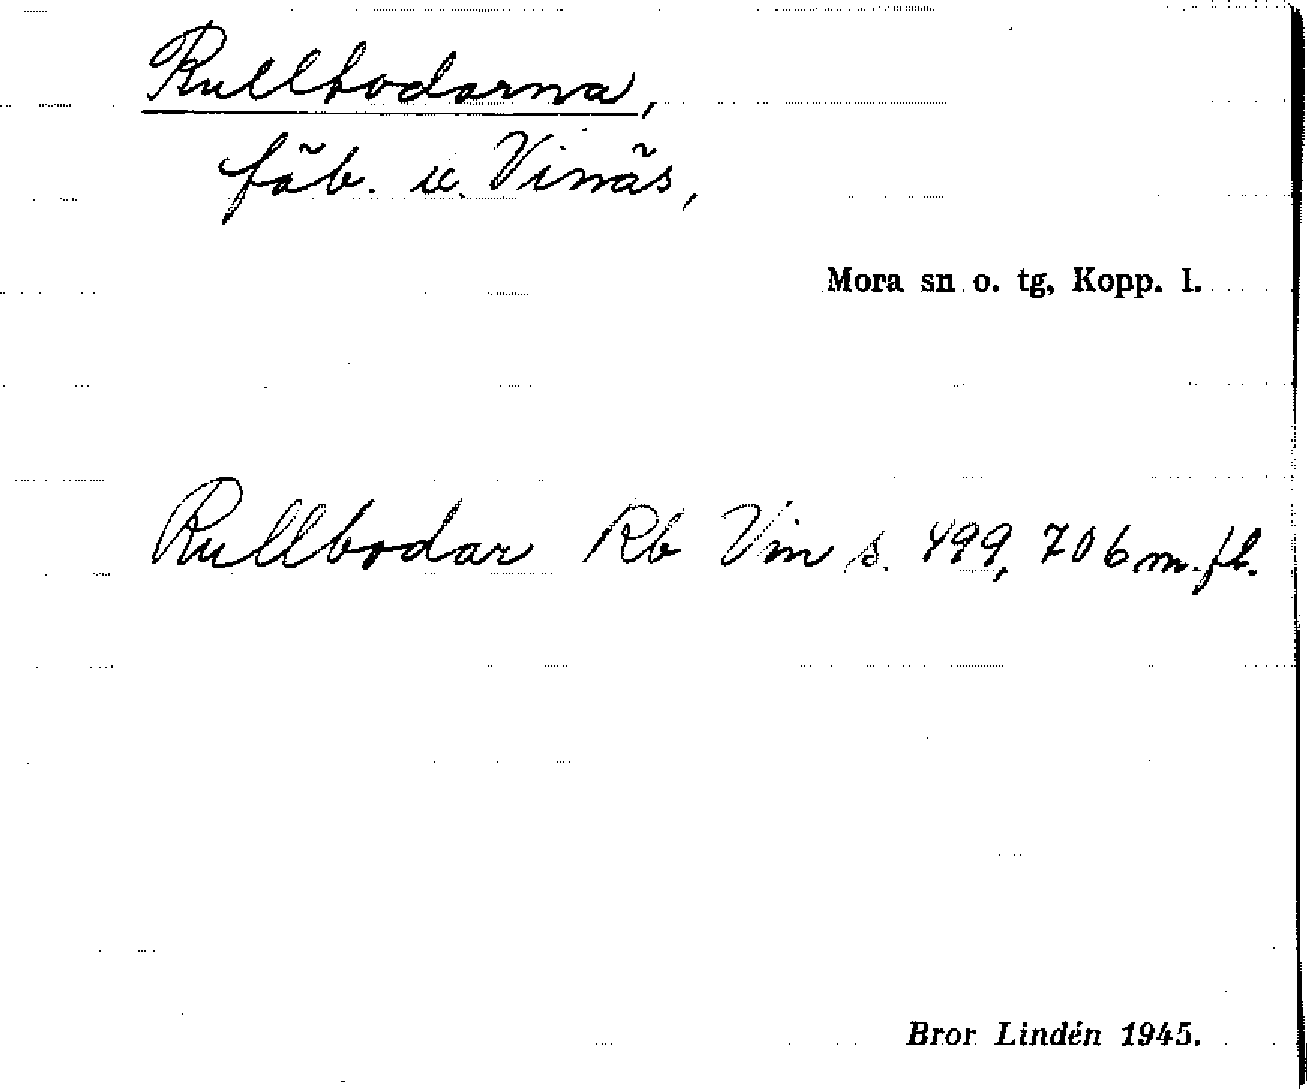 Rullbodarna,
fäb. u. Vinäs,
Mora sn o. tg, Kopp. l.
Rullbodar Rb Vin s. 499, 706 m. fl.
Bror Lindén 1945.